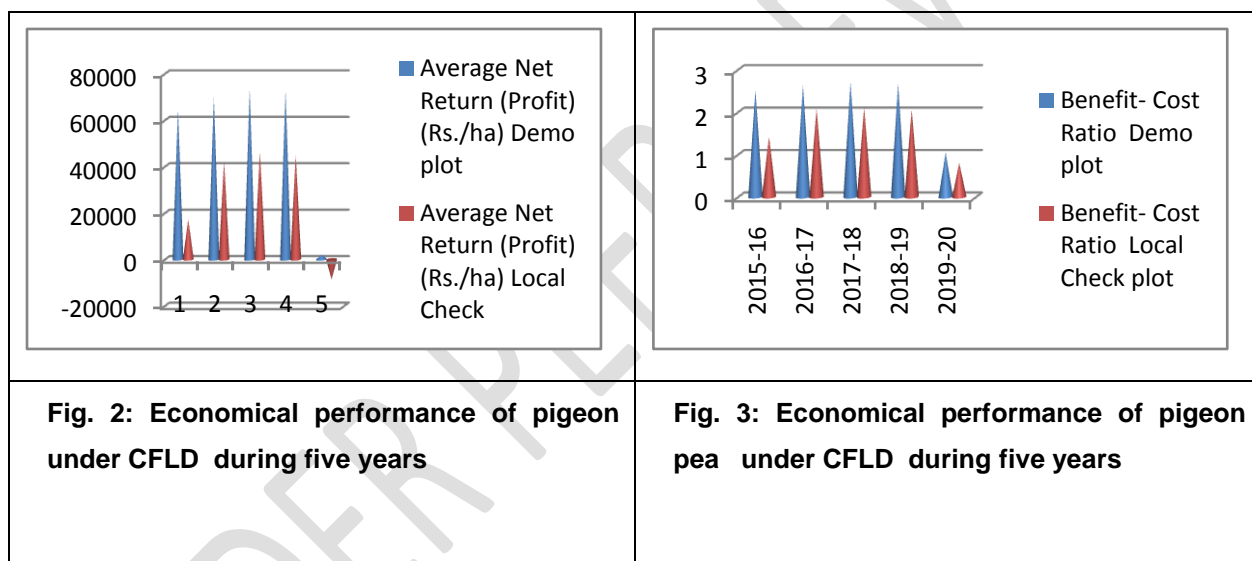 80000
60000
40000
20000
0
-20000
1 2 3 4 5
Average Net
Return (Profit)
(Rs./ha) Demo
plot
Average Net
Return (Profit)
(Rs./ha) Local
Check
3
2
1
0
2015-16
2016-17
2017-18
2018-19
2019-20
Benefit- Cost
Ratio Demo
plot
Benefit- Cost
Ratio Local
Check plot
Fig. 2: Economical performance of pigeon
under CFLD during five years
Fig. 3: Economical performance of pigeon
pea under CFLD during five years